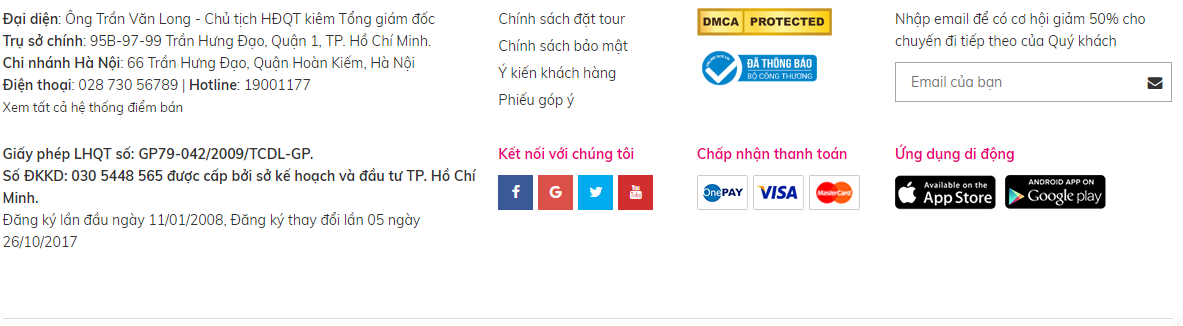 Đại diện: Ông Trần Văn Long - Chủ tịch HĐQT kiêm Tổng giám đốc
Trụ sở chính: 95B-97-99 Trần Hưng Đạo, Quận 1, TP. Hồ Chí Minh.
Chi nhánh Hà Nội: 66 Trần Hưng Đạo, Quận Hoàn Kiếm, Hà Nội
Điện thoại: 028 730 56789 | Hotline: 19001177
Xem tất cả hệ thống điểm bán
Giấy phép LHQT số: GP79-042/2009/TCDL-GP.
Số ĐKKD: 030 5448 565 được cấp bởi sở kế hoạch và đầu tư TP. Hồ Chí
Minh.
Đăng ký lần đầu ngày 11/01/2008, Đăng ký thay đổi lần 05 ngày
26/10/2017
Chính sách đặt tour
Chính sách bảo mật
Ý kiến khách hàng
Phiếu góp ý
Kết nối với chúng tôi
f
G
You
Tube
DMCA PROTECTED
ĐÃ THÔNG BÁO
BỘ CÔNG THƯƠNG
Chấp nhận thanh toán
OnePAY
VISA
MasterCard
Nhập email để có cơ hội giảm 50% cho
chuyến đi tiếp theo của Quý khách
Email của bạn
Ứng dụng di động
Available on the
App Store
ANDROID APP ON
Google play